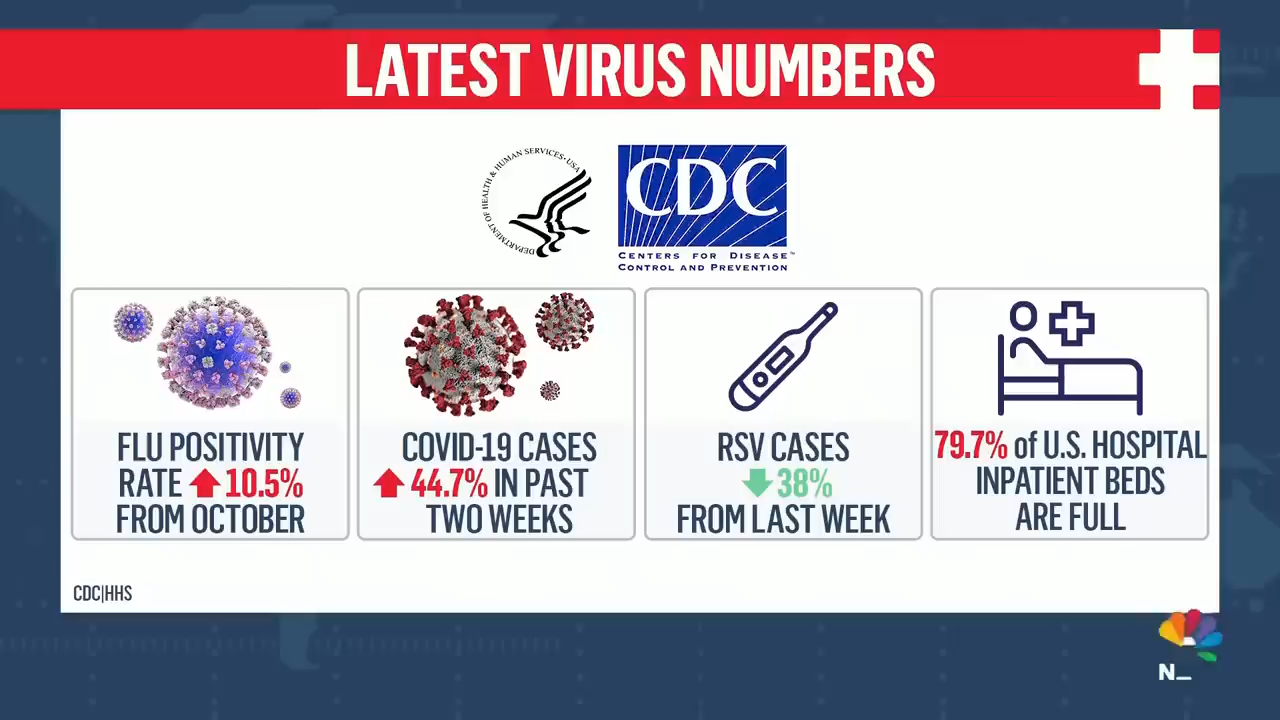 LATEST VIRUS NUMBERS
DEPARTMENT OF HEALTH & HUMAN SERVICES•USA
CDC
CENTERS FOR DISEASE™
CONTROL AND PREVENTION
FLU POSITIVITY
RATE 10.5%
FROM OCTOBER
COVID-19 CASES
44.7% IN PAST
TWO WEEKS
RSV CASES
38%
FROM LAST WEEK
79.7% of U.S. HOSPITAL
INPATIENT BEDS
ARE FULL
CDC|HHS
N_